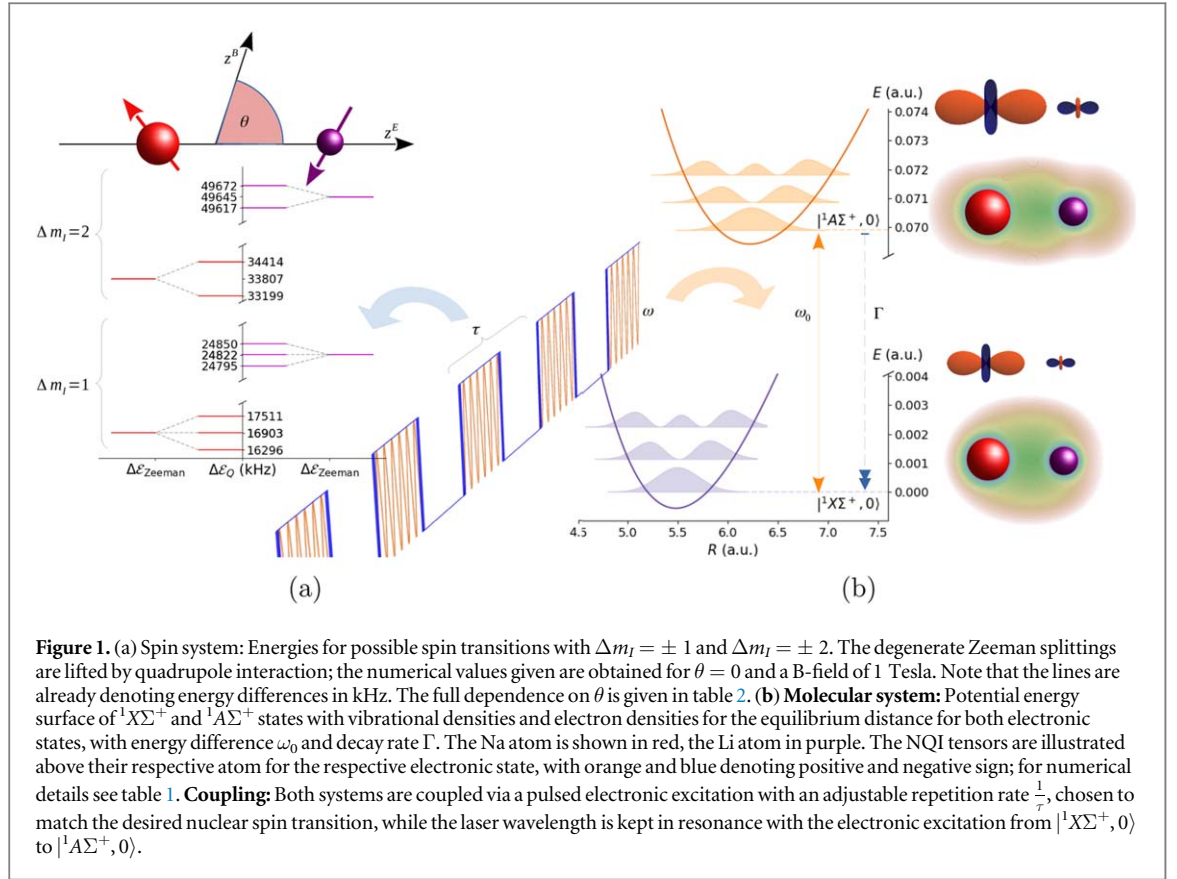 z^B
θ
z^E
49672
49645
49617
Δ m_I=2
34414
33807
33199
24850
24822
24795
Δ m_I=1
17511
16903
16296
Δℰ_Zeeman Δℰ_Q (kHz) Δℰ_Zeeman
τ
ω
(a)
E (a.u.)
0.074
0.073
0.072
0.071
|¹AΣ⁺, 0⟩
0.070
ω₀
Γ
E (a.u.)
0.004
0.003
0.002
0.001
0.000
|¹XΣ⁺, 0⟩
4.5 5.0 5.5 6.0 6.5 7.0 7.5
R (a.u.)
(b)
Figure 1. (a) Spin system: Energies for possible spin transitions with Δm_I = ± 1 and Δm_I = ± 2. The degenerate Zeeman splittings
are lifted by quadrupole interaction; the numerical values given are obtained for θ = 0 and a B-field of 1 Tesla. Note that the lines are
already denoting energy differences in kHz. The full dependence on θ is given in table 2. (b) Molecular system: Potential energy
surface of ¹XΣ⁺ and ¹AΣ⁺ states with vibrational densities and electron densities for the equilibrium distance for both electronic
states, with energy difference ω₀ and decay rate Γ. The Na atom is shown in red, the Li atom in purple. The NQI tensors are illustrated
above their respective atom for the respective electronic state, with orange and blue denoting positive and negative sign; for numerical
details see table 1. Coupling: Both systems are coupled via a pulsed electronic excitation with an adjustable repetition rate 1/τ, chosen to
match the desired nuclear spin transition, while the laser wavelength is kept in resonance with the electronic excitation from |¹XΣ⁺, 0⟩
to |¹AΣ⁺, 0⟩.